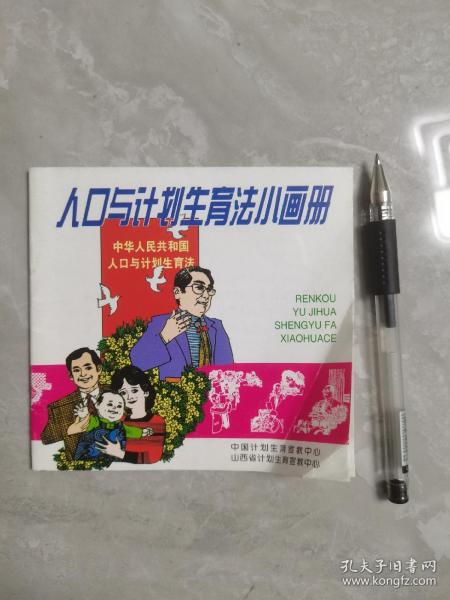 人口与计划生育法小画册
中华人民共和国
人口与计划生育法
RENKOU
YU JIHUA
SHENGYU FA
XIAOHUACE
中国计划生育宣教中心
山西省计划生育宣教中心
孔夫子旧书网
www.kongfz.com